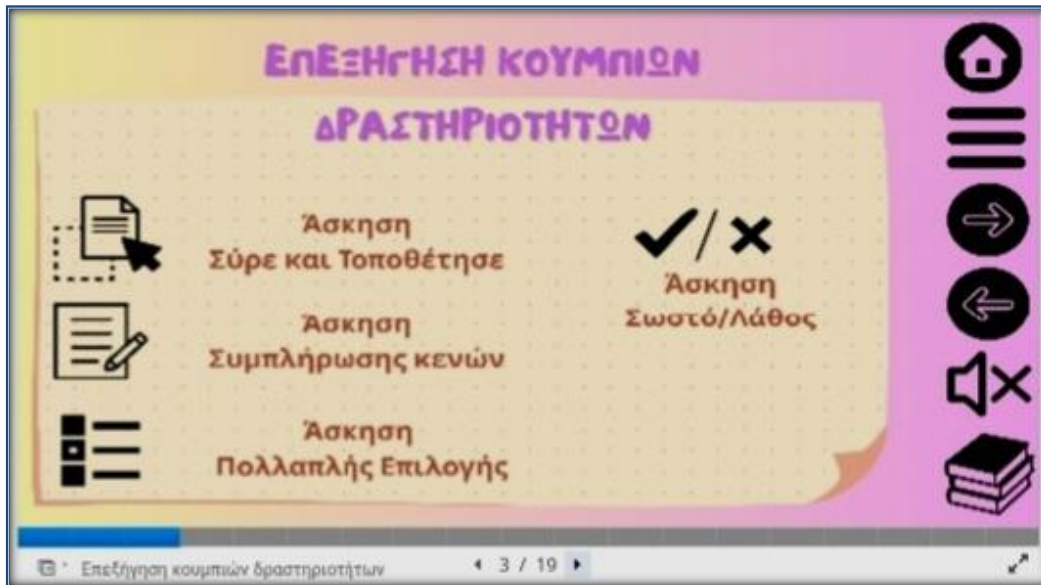 ΕΠΕΞΗΓΗΣΗ ΚΟΥΜΠΙΩΝ
ΔΡΑΣΤΗΡΙΟΤΗΤΩΝ
Άσκηση
Σύρε και Τοποθέτησε
Άσκηση
Συμπλήρωσης κενών
Άσκηση
Πολλαπλής Επιλογής
Άσκηση
Σωστό/Λάθος
Επεξήγηση κουμπιών δραστηριοτήτων
3 / 19